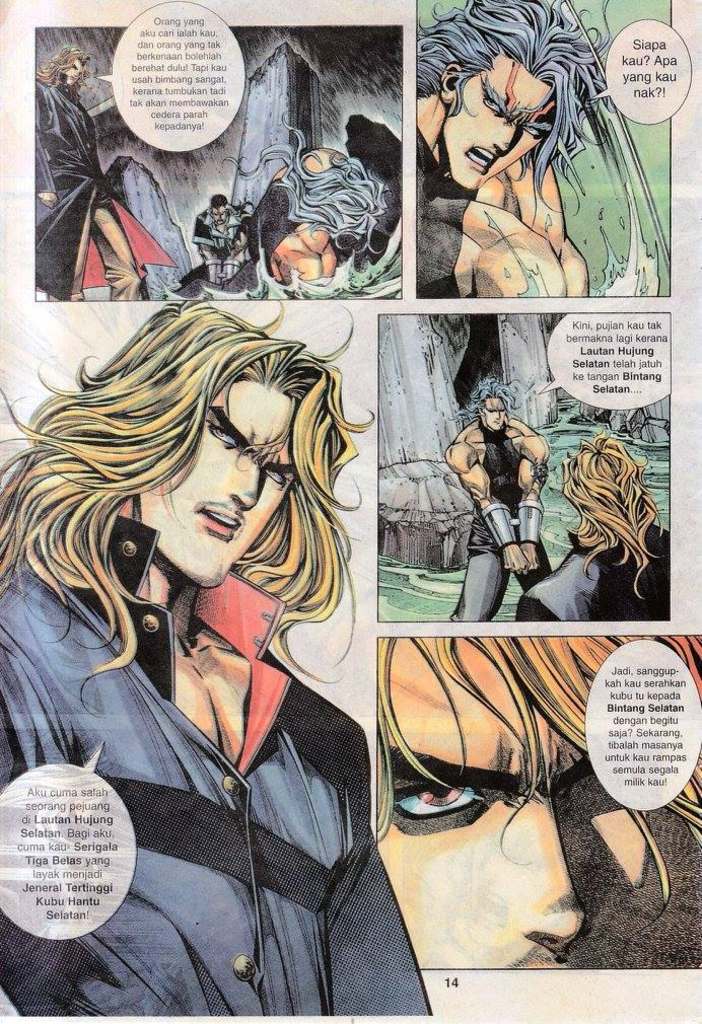 Orang yang
aku cari ialah kau,
dan orang yang tak
berkenaan bolehlah
berehat dulu! Tapi kau
usah bimbang sangat,
kerana tumbukan tadi
tak akan membawakan
cedera parah
kepadanya!
Siapa
kau? Apa
yang kau
nak?!
Kini, pujian kau tak
bermakna lagi kerana
Lautan Hujung
Selatan telah jatuh
ke tangan Bintang
Selatan....
Aku cuma salah
seorang pejuang
di Lautan Hujung
Selatan. Bagi aku,
cuma kau- Serigala
Tiga Belas yang
layak menjadi
Jeneral Tertinggi
Kubu Hantu
Selatan!
Jadi, sanggup-
kah kau serahkan
kubu tu kepada
Bintang Selatan
dengan begitu
saja? Sekarang,
tibalah masanya
untuk kau rampas
semula segala
milik kau!
14